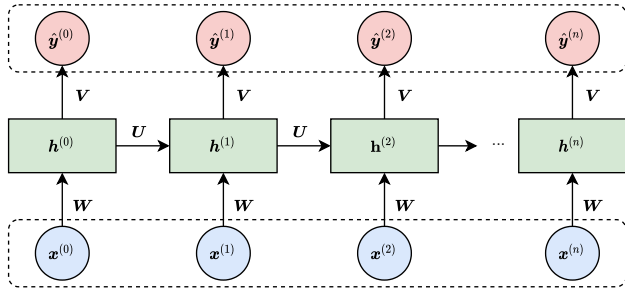 ŷ⁽⁰⁾ ŷ⁽¹⁾ ŷ⁽²⁾ ŷ⁽ⁿ⁾
V V V V
U U
h⁽⁰⁾ h⁽¹⁾ h⁽²⁾ ... h⁽ⁿ⁾
W W W W
x⁽⁰⁾ x⁽¹⁾ x⁽²⁾ x⁽ⁿ⁾